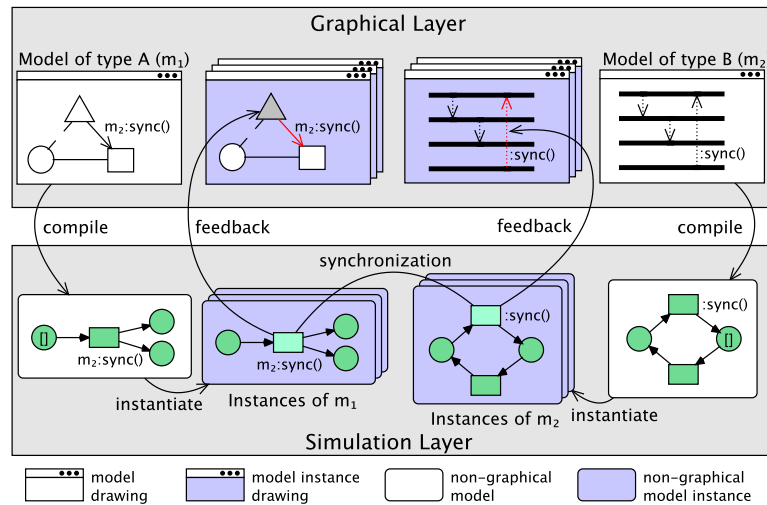 Graphical Layer
Model of type A (m1)
Model of type B (m2)
m2:sync()
m2:sync()
:sync()
:sync()
compile
feedback
feedback
compile
synchronization
[]
m2:sync()
m2:sync()
:sync()
:sync()
[]
instantiate
Instances of m1
Instances of m2
instantiate
Simulation Layer
model
drawing
model instance
drawing
non-graphical
model
non-graphical
model instance